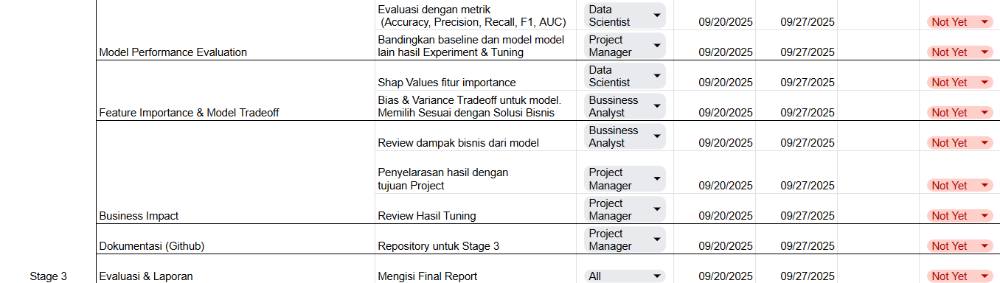 Evaluasi dengan metrik
(Accuracy, Precision, Recall, F1, AUC)
Data
Scientist
09/20/2025
09/27/2025
Not Yet
Model Performance Evaluation
Bandingkan baseline dan model model
lain hasil Experiment & Tuning
Project
Manager
09/20/2025
09/27/2025
Not Yet
Shap Values fitur importance
Data
Scientist
09/20/2025
09/27/2025
Not Yet
Feature Importance & Model Tradeoff
Bias & Variance Tradeoff untuk model.
Memilih Sesuai dengan Solusi Bisnis
Bussiness
Analyst
09/20/2025
09/27/2025
Not Yet
Review dampak bisnis dari model
Bussiness
Analyst
09/20/2025
09/27/2025
Not Yet
Penyelarasan hasil dengan
tujuan Project
Project
Manager
09/20/2025
09/27/2025
Not Yet
Business Impact
Review Hasil Tuning
Project
Manager
09/20/2025
09/27/2025
Not Yet
Dokumentasi (Github)
Repository untuk Stage 3
Project
Manager
09/20/2025
09/27/2025
Not Yet
Stage 3
Evaluasi & Laporan
Mengisi Final Report
All
09/20/2025
09/27/2025
Not Yet